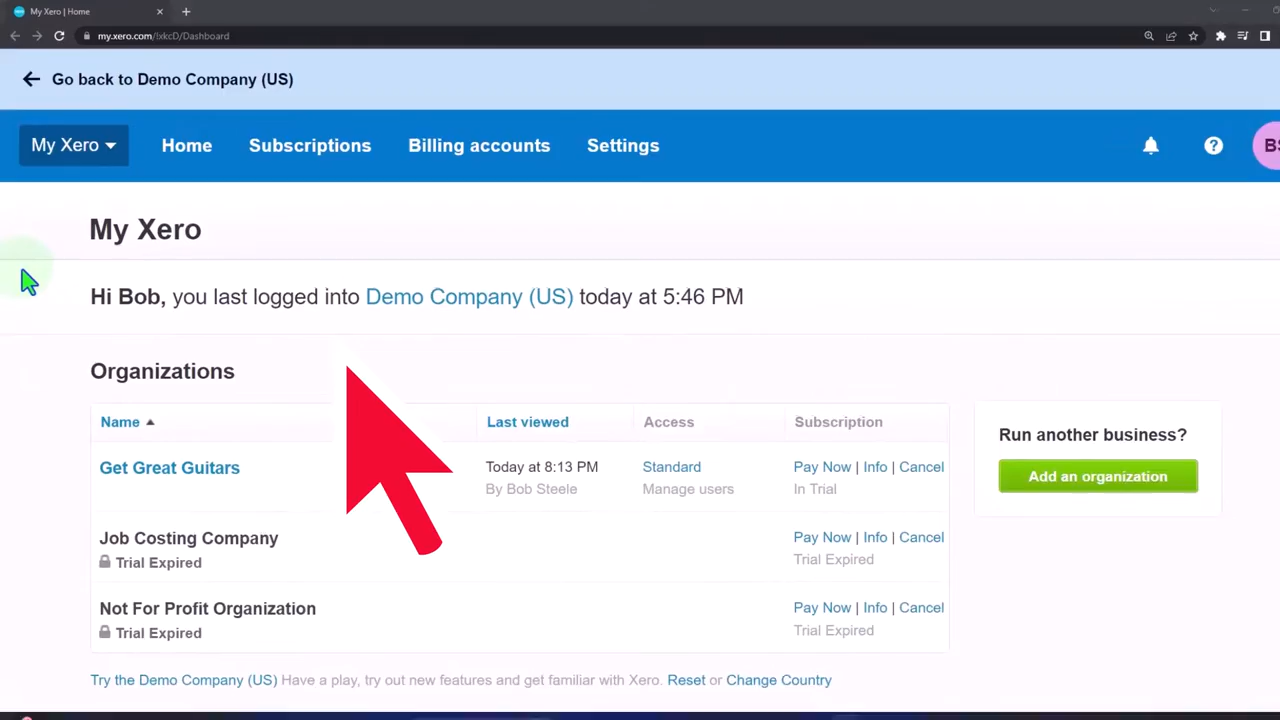 My Xero | Home
my.xero.com/!xkcD/Dashboard
Go back to Demo Company (US)
My Xero Home Subscriptions Billing accounts Settings ? BS
My Xero
Hi Bob, you last logged into Demo Company (US) today at 5:46 PM
Organizations
Name Last viewed Access Subscription
Get Great Guitars Today at 8:13 PM Standard Pay Now | Info | Cancel
By Bob Steele Manage users In Trial
Job Costing Company Pay Now | Info | Cancel
Trial Expired Trial Expired
Not For Profit Organization Pay Now | Info | Cancel
Trial Expired Trial Expired
Run another business?
Add an organization
Try the Demo Company (US) Have a play, try out new features and get familiar with Xero. Reset or Change Country